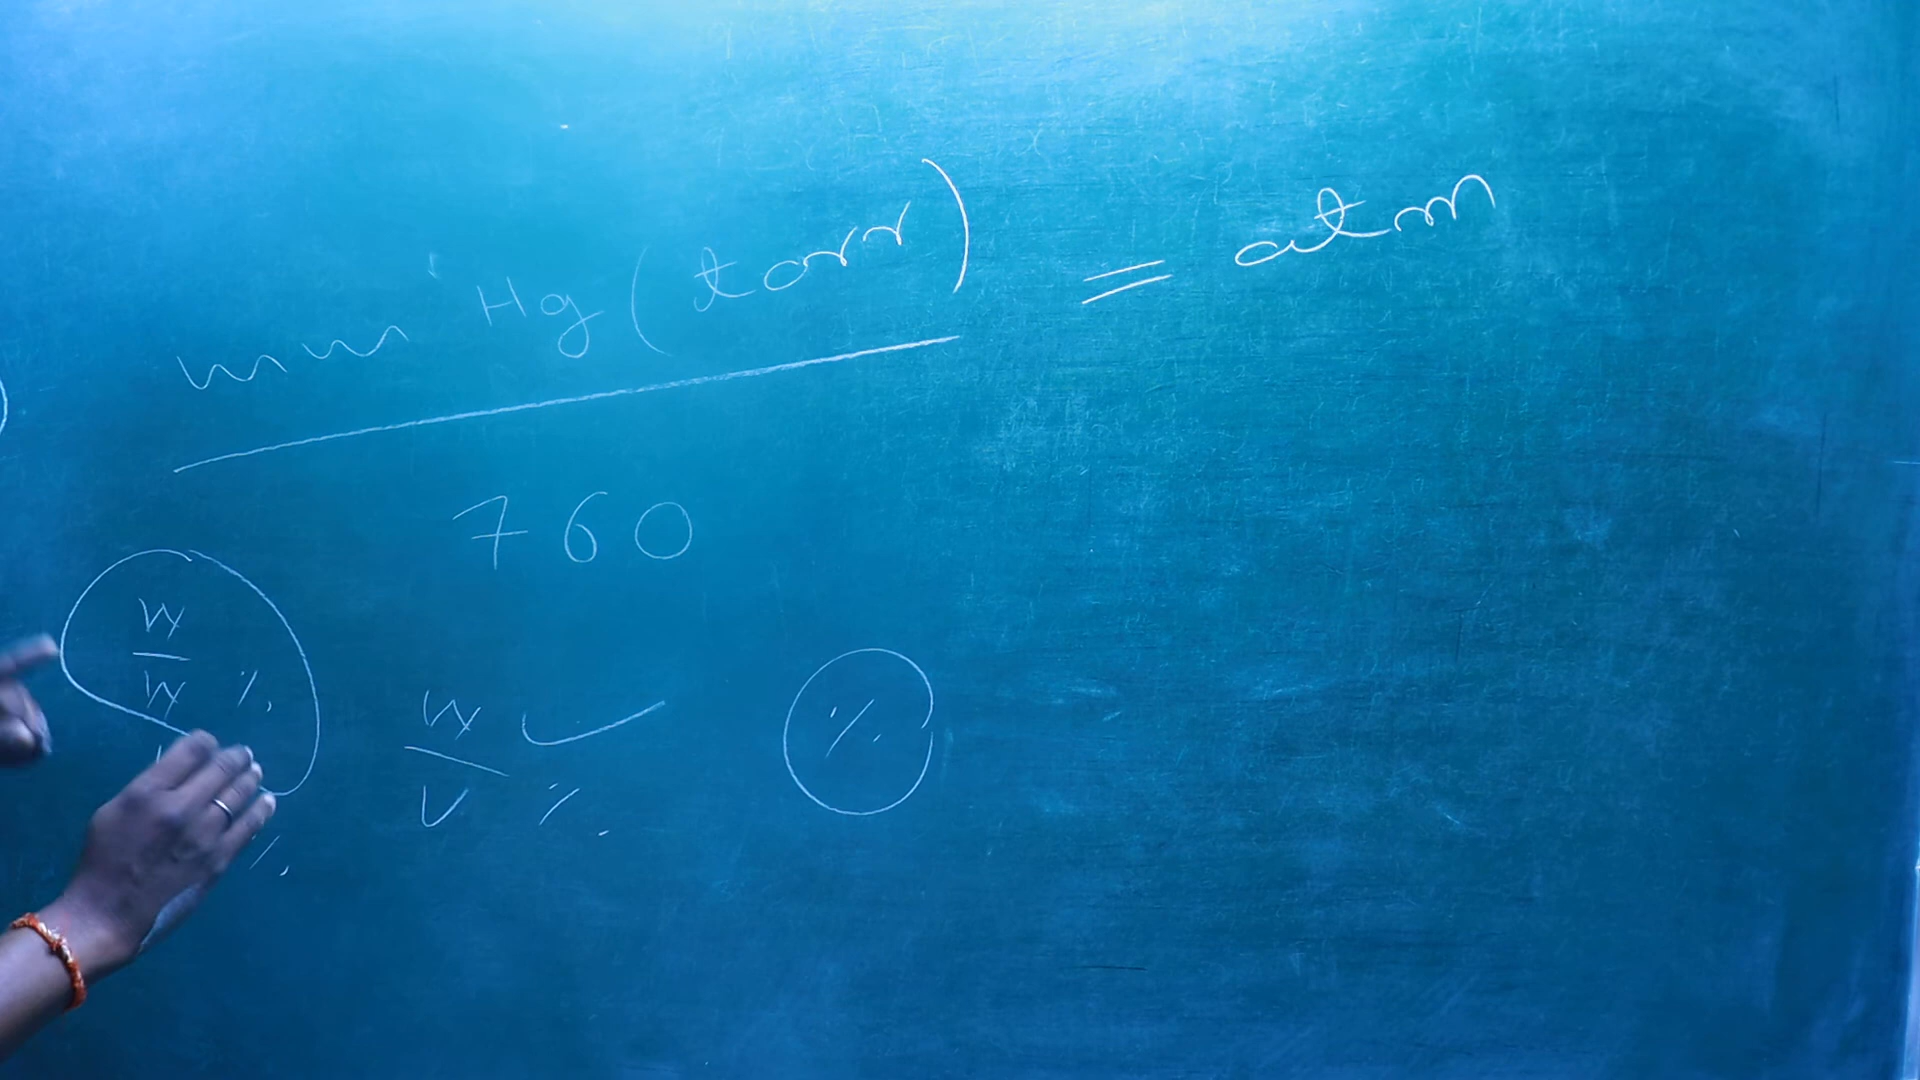 mm Hg (torr) = atm
760
W
W %.
W ✓
V %.
%.
%.